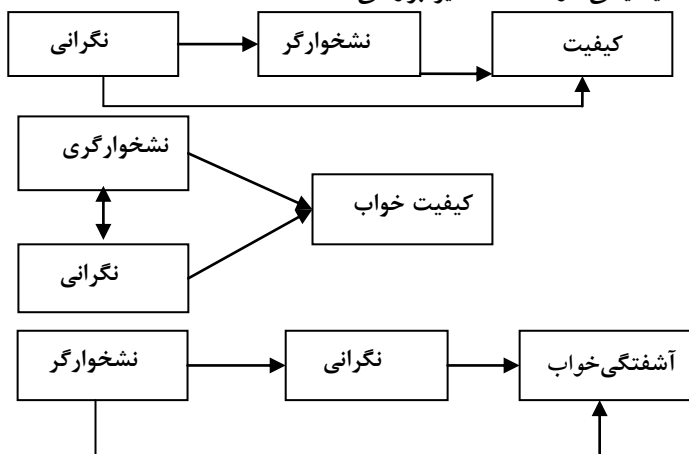 نگرانی نشخوارگر کیفیت
نشخوارگری
کیفیت خواب
نگرانی
نشخوارگر نگرانی آشفتگی‌خواب